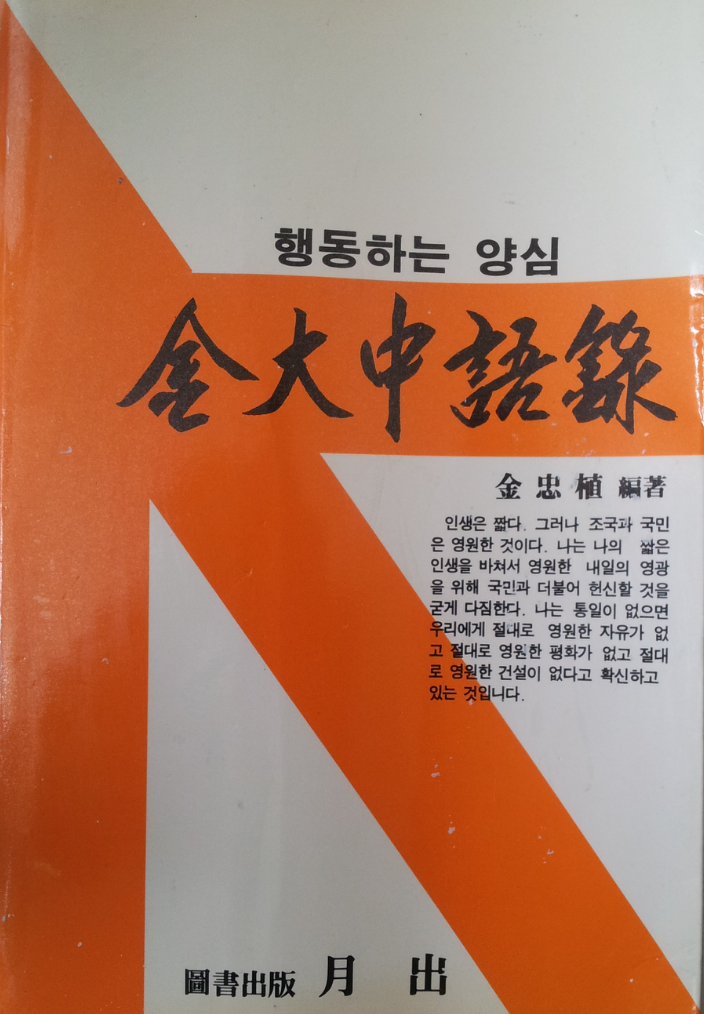 행동하는 양심
金大中語錄
金忠植 編著
인생은 짧다. 그러나 조국과 국민
은 영원한 것이다. 나는 나의 짧은
인생을 바쳐서 영원한 내일의 영광
을 위해 국민과 더불어 헌신할 것을
굳게 다짐한다. 나는 통일이 없으면
우리에게 절대로 영원한 자유가 없
고 절대로 영원한 평화가 없고 절대
로 영원한 건설이 없다고 확신하고
있는 것입니다.
圖書出版 月 出